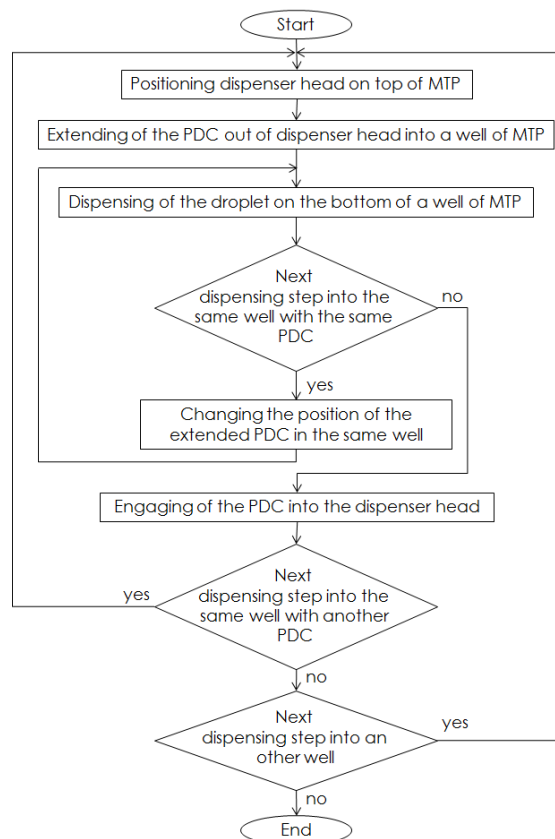 Start
Positioning dispenser head on top of MTP
Extending of the PDC out of dispenser head into a well of MTP
Dispensing of the droplet on the bottom of a well of MTP
Next
dispensing step into the
same well with the same
PDC
no
yes
Changing the position of the
extended PDC in the same well
Engaging of the PDC into the dispenser head
yes
Next
dispensing step into the
same well with another
PDC
no
Next
dispensing step into an
other well
yes
no
End